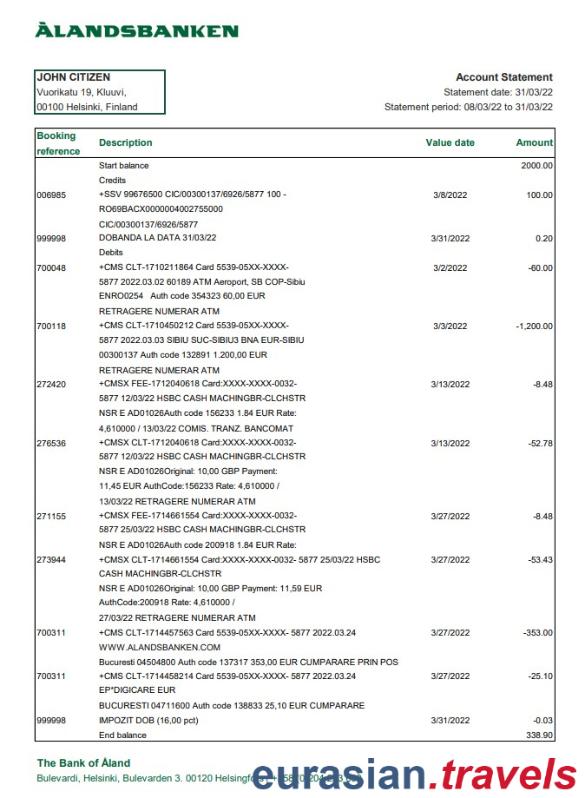 ÅLANDSBANKEN
JOHN CITIZEN
Vuorikatu 19, Kluuvi,
00100 Helsinki, Finland
Account Statement
Statement date: 31/03/22
Statement period: 08/03/22 to 31/03/22
Booking reference Description Value date Amount
Start balance 2000.00
Credits
006985 +SSV 99676500 CIC/00300137/6926/5877 100 - 3/8/2022 100.00
RO69BACX0000004002755000
CIC/00300137/6926/5877
999998 DOBANDA LA DATA 31/03/22 3/31/2022 0.20
Debits
700048 +CMS CLT-1710211864 Card 5539-05XX-XXXX- 3/2/2022 -60.00
5877 2022.03.02 60189 ATM Aeroport, SB COP-Sibiu
ENRO0254 Auth code 354323 60,00 EUR
RETRAGERE NUMERAR ATM
700118 +CMS CLT-1710450212 Card 5539-05XX-XXXX- 3/3/2022 -1,200.00
5877 2022.03.03 SIBIU SUC-SIBIU3 BNA EUR-SIBIU
00300137 Auth code 132891 1.200,00 EUR
RETRAGERE NUMERAR ATM
272420 +CMSX FEE-1712040618 Card:XXXX-XXXX-0032- 3/13/2022 -8.48
5877 12/03/22 HSBC CASH MACHINGBR-CLCHSTR
NSR E AD01026Auth code 156233 1.84 EUR Rate:
4,610000 / 13/03/22 COMIS. TRANZ. BANCOMAT
276536 +CMSX CLT-1712040618 Card:XXXX-XXXX-0032- 3/13/2022 -52.78
5877 12/03/22 HSBC CASH MACHINGBR-CLCHSTR
NSR E AD01026Original: 10,00 GBP Payment:
11,45 EUR AuthCode:156233 Rate: 4,610000 /
13/03/22 RETRAGERE NUMERAR ATM
271155 +CMSX FEE-1714661554 Card:XXXX-XXXX-0032- 3/27/2022 -8.48
5877 25/03/22 HSBC CASH MACHINGBR-CLCHSTR
NSR E AD01026Auth code 200918 1.84 EUR Rate:
273944 +CMSX CLT-1714661554 Card:XXXX-XXXX-0032- 5877 25/03/22 HSBC 3/27/2022 -53.43
CASH MACHINGBR-CLCHSTR
NSR E AD01026Original: 10,00 GBP Payment: 11,59 EUR
AuthCode:200918 Rate: 4,610000 /
27/03/22 RETRAGERE NUMERAR ATM
700311 +CMS CLT-1714457563 Card 5539-05XX-XXXX- 5877 2022.03.24 3/27/2022 -353.00
WWW.ALANDSBANKEN.COM
Bucuresti 04504800 Auth code 137317 353,00 EUR CUMPARARE PRIN POS
700311 +CMS CLT-1714458214 Card 5539-05XX-XXXX- 5877 2022.03.24 3/27/2022 -25.10
EP*DIGICARE EUR
BUCURESTI 04711600 Auth code 138833 25,10 EUR CUMPARARE
999998 IMPOZIT DOB (16,00 pct) 3/31/2022 -0.03
End balance 338.90
The Bank of Åland
Bulevardi, Helsinki, Bulevarden 3. 00120
eurasian.travels